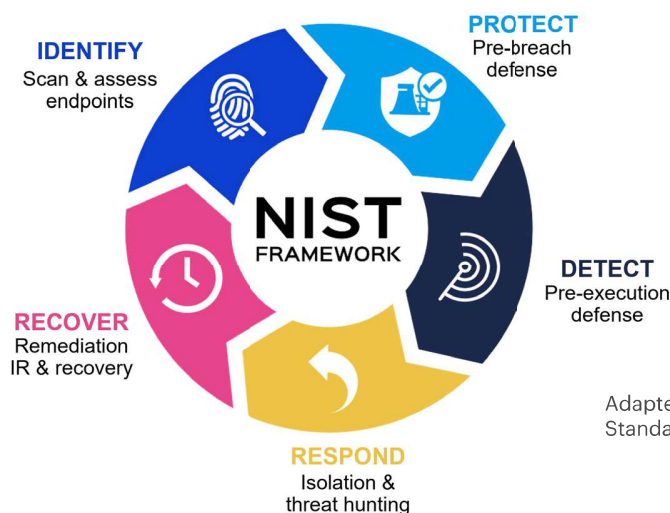 IDENTIFY
Scan & assess
endpoints
PROTECT
Pre-breach
defense
NIST
FRAMEWORK
DETECT
Pre-execution
defense
RECOVER
Remediation
IR & recovery
RESPOND
Isolation &
threat hunting